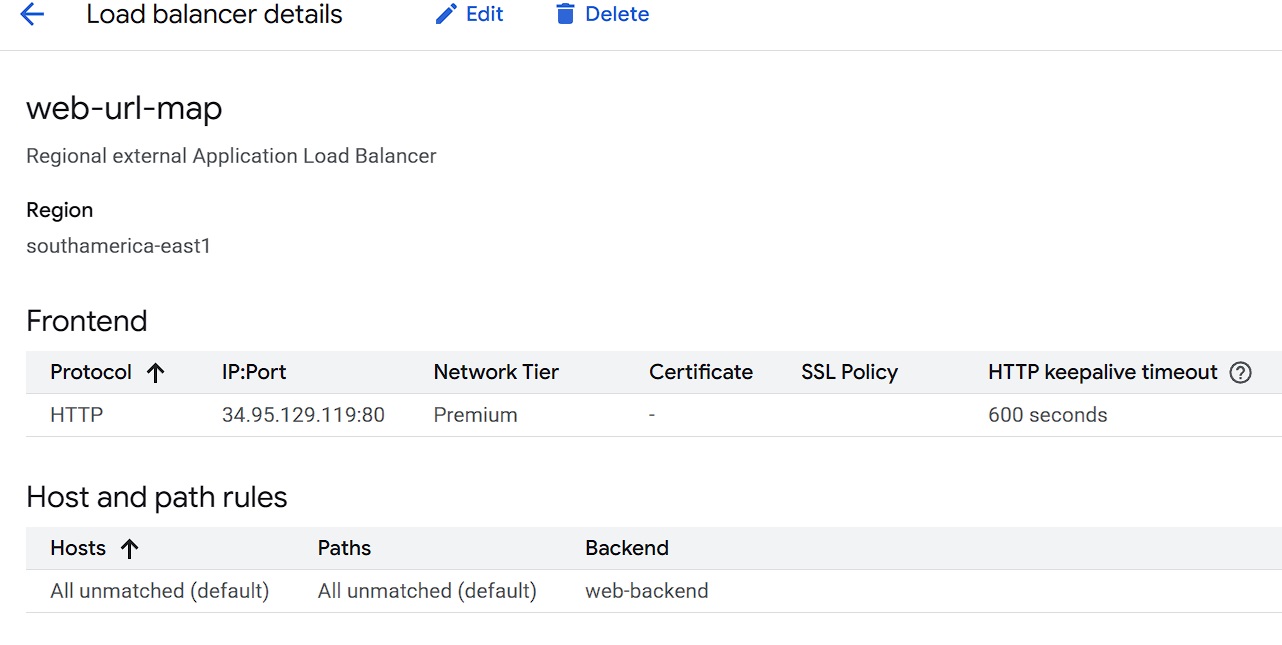 Load balancer details Edit Delete
web-url-map
Regional external Application Load Balancer
Region
southamerica-east1
Frontend
Protocol IP:Port Network Tier Certificate SSL Policy HTTP keepalive timeout
HTTP 34.95.129.119:80 Premium - 600 seconds
Host and path rules
Hosts Paths Backend
All unmatched (default) All unmatched (default) web-backend